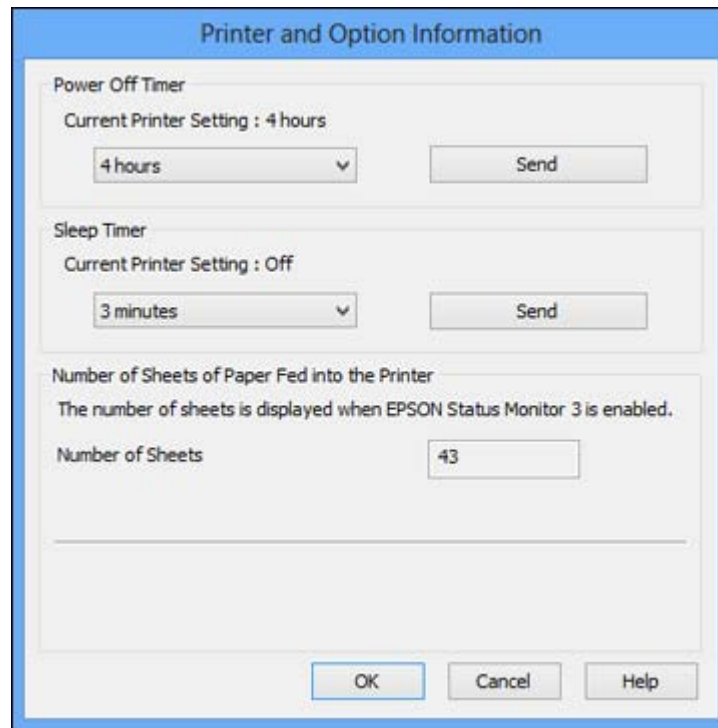 Printer and Option Information
Power Off Timer
Current Printer Setting : 4 hours
4 hours
Send
Sleep Timer
Current Printer Setting : Off
3 minutes
Send
Number of Sheets of Paper Fed into the Printer
The number of sheets is displayed when EPSON Status Monitor 3 is enabled.
Number of Sheets
43
OK
Cancel
Help